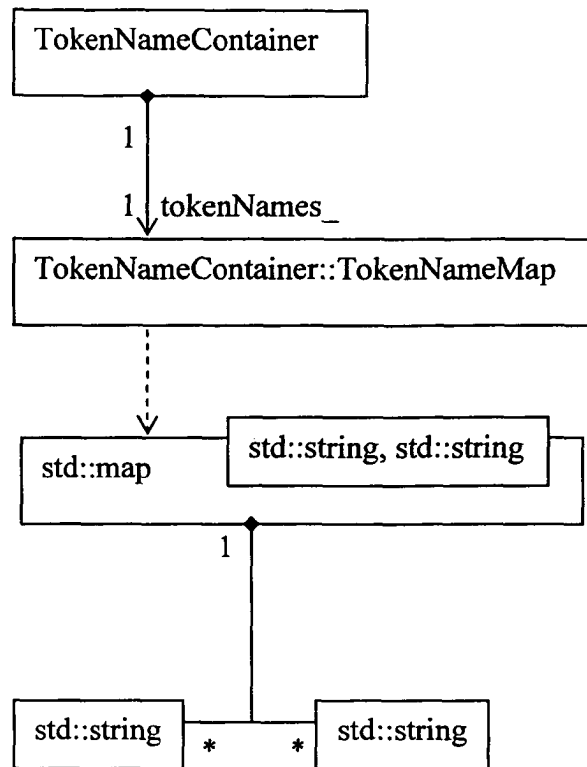 TokenNameContainer
1
1 tokenNames_
TokenNameContainer::TokenNameMap
std::string, std::string
std::map
1
std::string
std::string
* *